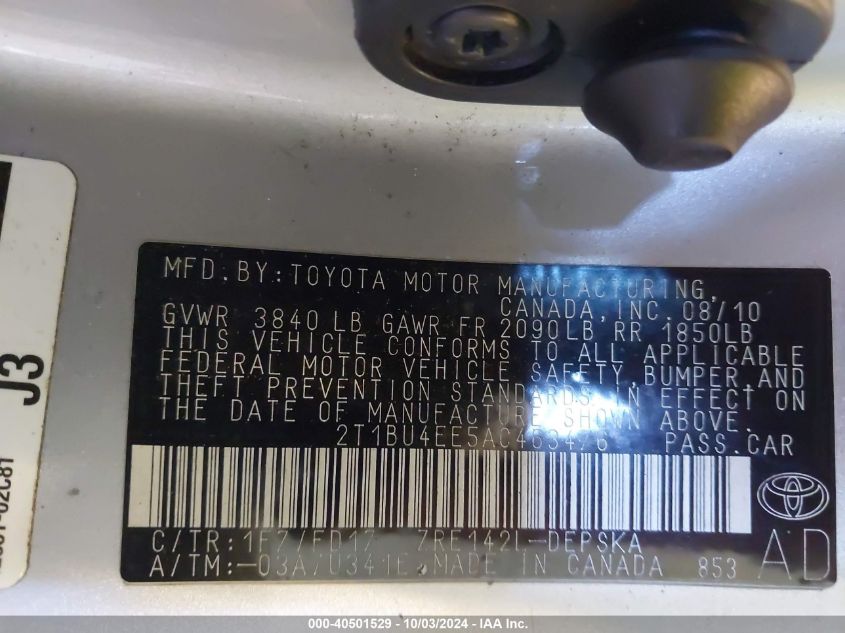 J3
MFD. BY: TOYOTA MOTOR MANUFACTURING,
CANADA, INC. 08/10
GVWR 3840 LB GAWR FR 2090LB, RR 1850LB
THIS VEHICLE CONFORMS TO ALL APPLICABLE
FEDERAL MOTOR VEHICLE SAFETY, BUMPER, AND
THEFT PREVENTION STANDARDS IN EFFECT ON
THE DATE OF MANUFACTURE SHOWN ABOVE.
2T1BU4EE5AC463476 PASS. CAR
C/TR: 1F7/FD17 ZRE142L-DEPSKA
A/TM: -03A/U341E, MADE IN CANADA 853
AD
000-40501529 - 10/03/2024 - IAA Inc.